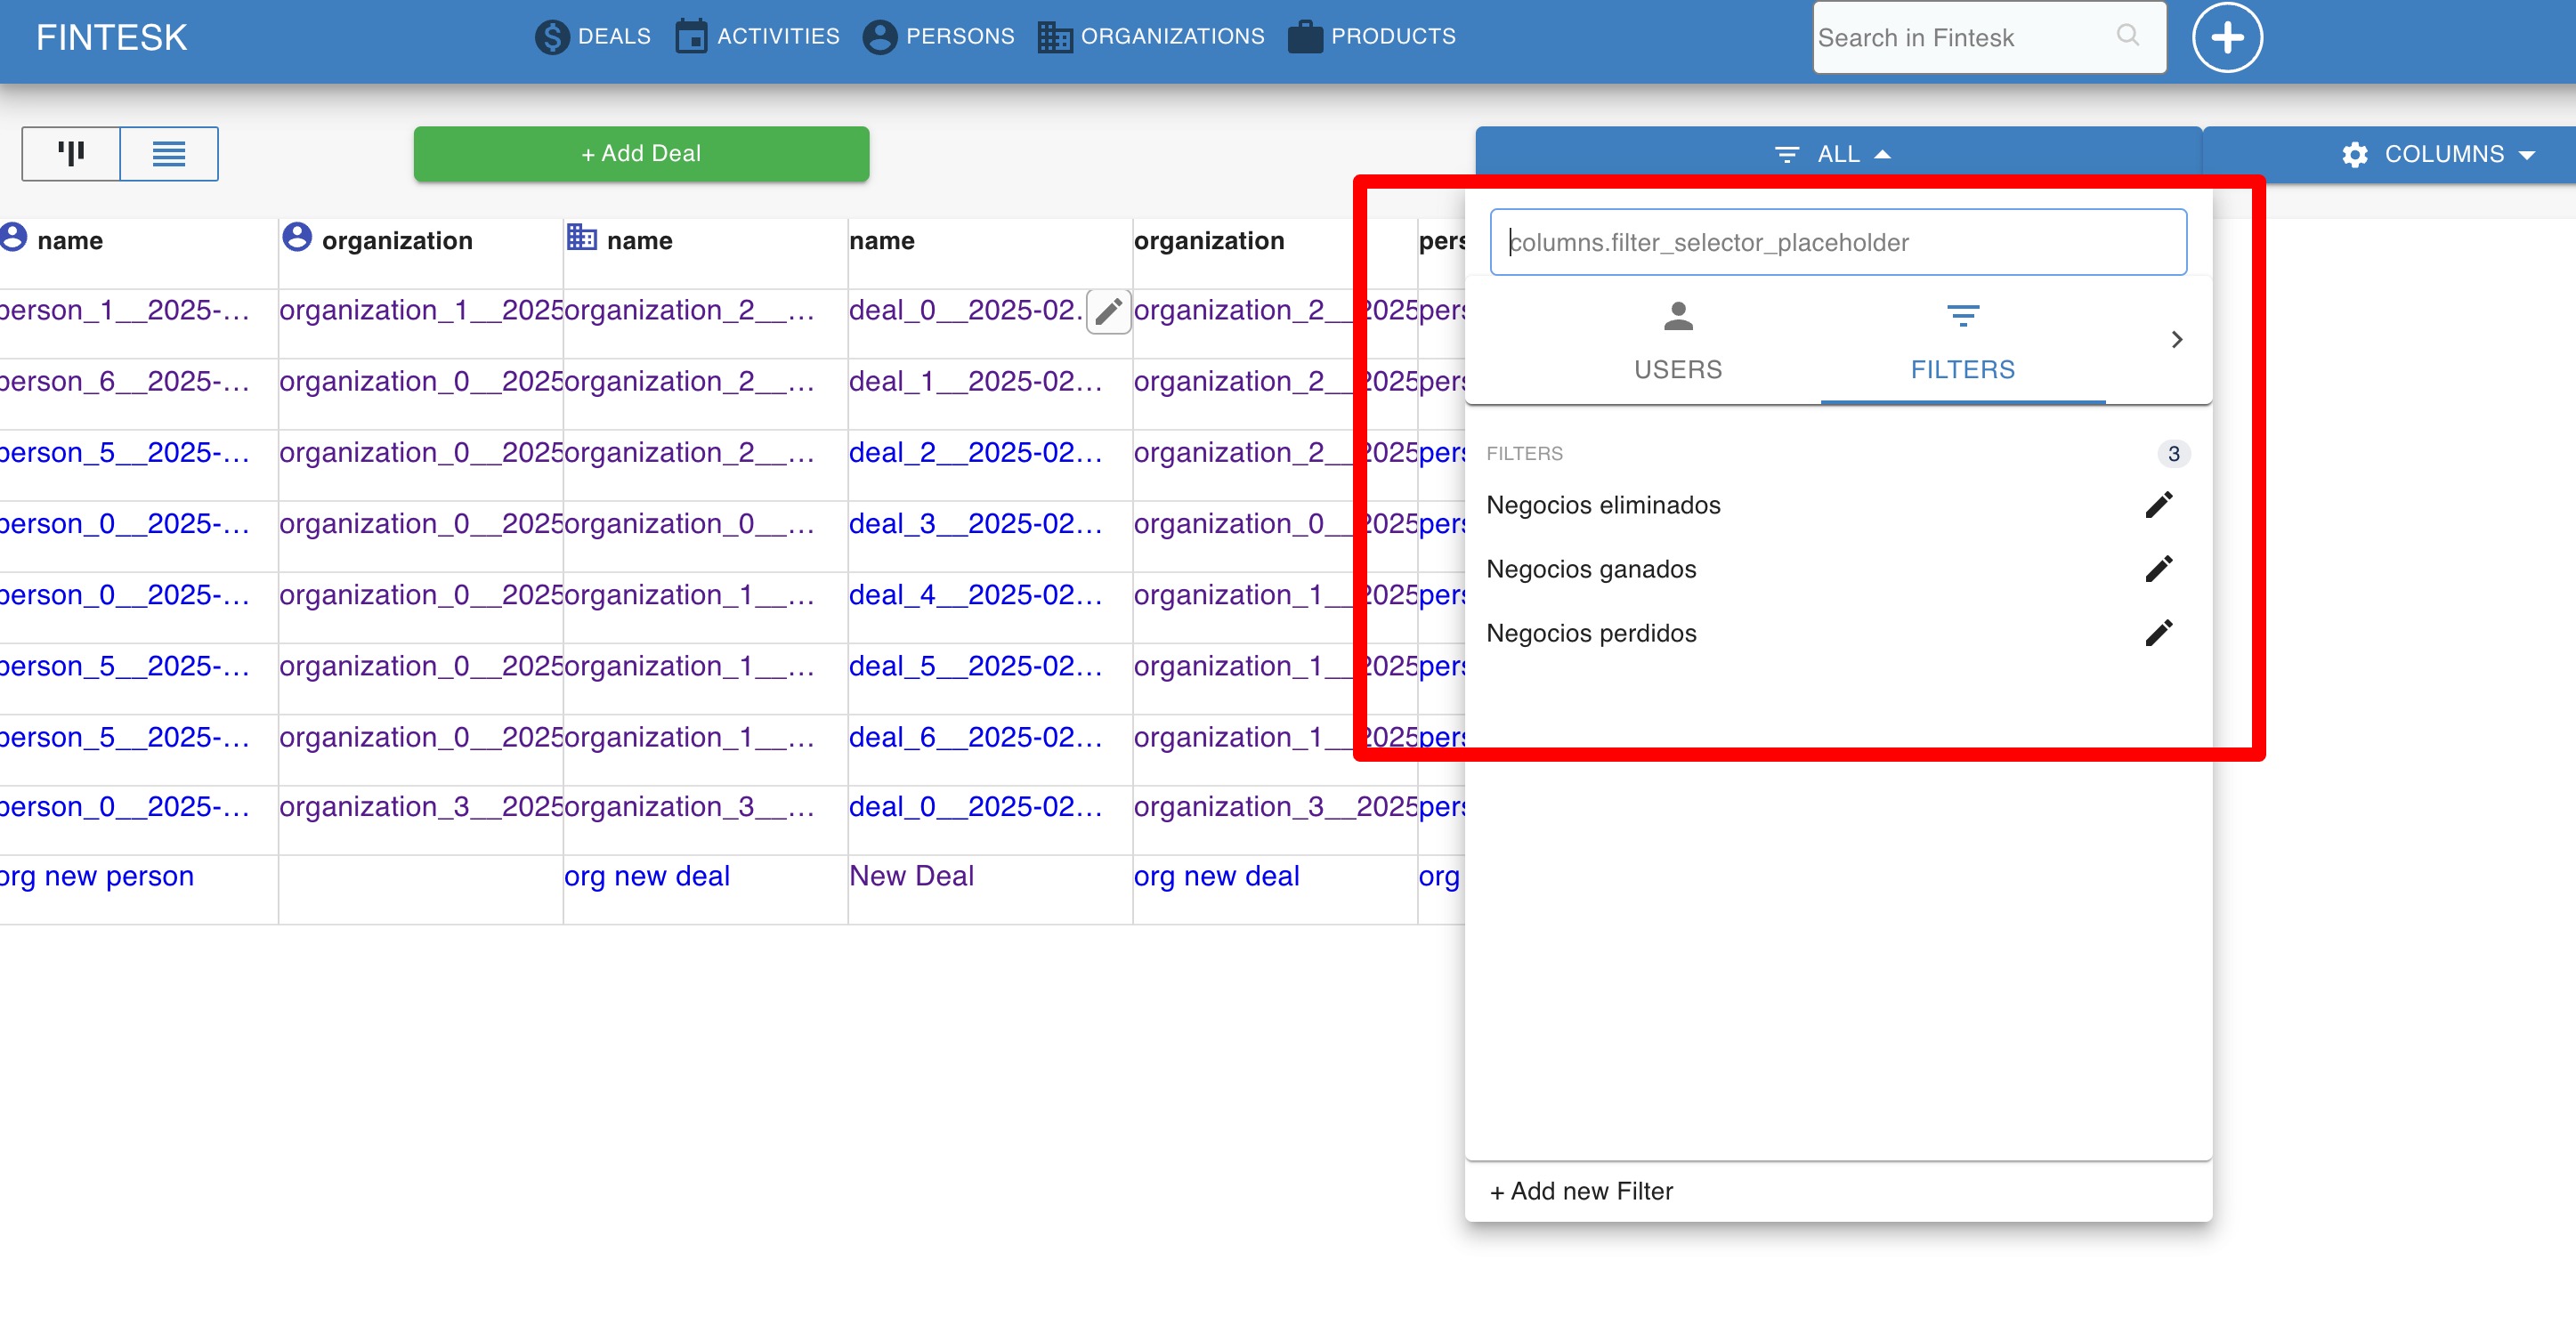 FINTESK DEALS ACTIVITIES PERSONS ORGANIZATIONS PRODUCTS Search in Fintesk
+ Add Deal ALL COLUMNS
name organization name name organization pers
columns.filter_selector_placeholder
person_1__2025-... organization_1__2025 organization_2__... deal_0__2025-02. organization_2__2025 pers
USERS FILTERS
person_6__2025-... organization_0__2025 organization_2__... deal_1__2025-02... organization_2__2025 pers
person_5__2025-... organization_0__2025 organization_2__... deal_2__2025-02... organization_2__2025 pers
FILTERS 3
Negocios eliminados
person_0__2025-... organization_0__2025 organization_0__... deal_3__2025-02... organization_0__2025 pers
Negocios ganados
person_0__2025-... organization_0__2025 organization_1__... deal_4__2025-02... organization_1__2025 pers
Negocios perdidos
person_5__2025-... organization_0__2025 organization_1__... deal_5__2025-02... organization_1__2025 pers
person_5__2025-... organization_0__2025 organization_1__... deal_6__2025-02... organization_1__2025 pers
person_0__2025-... organization_3__2025 organization_3__... deal_0__2025-02... organization_3__2025 pers
org new person org new deal New Deal org new deal org
+ Add new Filter